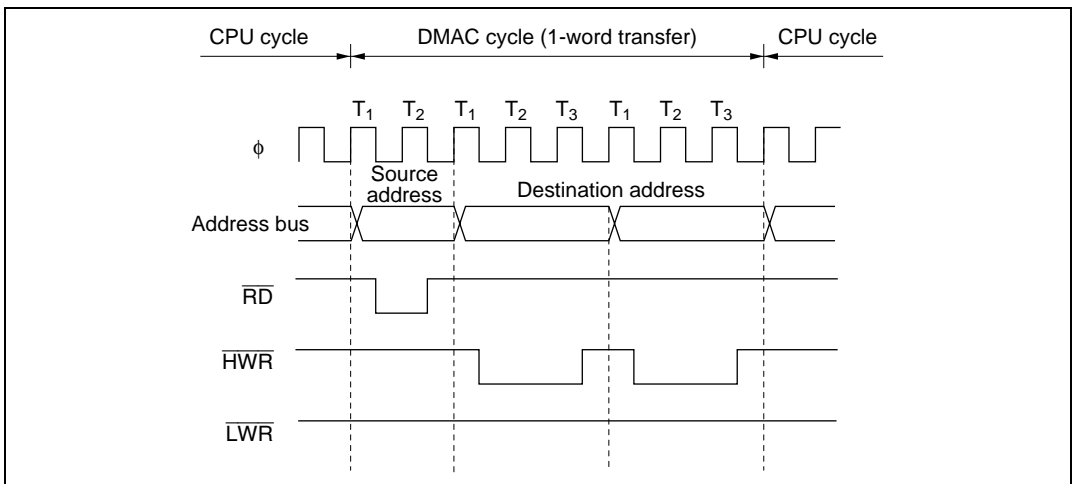 CPU cycle DMAC cycle (1-word transfer) CPU cycle
T1 T2 T1 T2 T3 T1 T2 T3
φ
Source
address Destination address
Address bus
RD
HWR
LWR